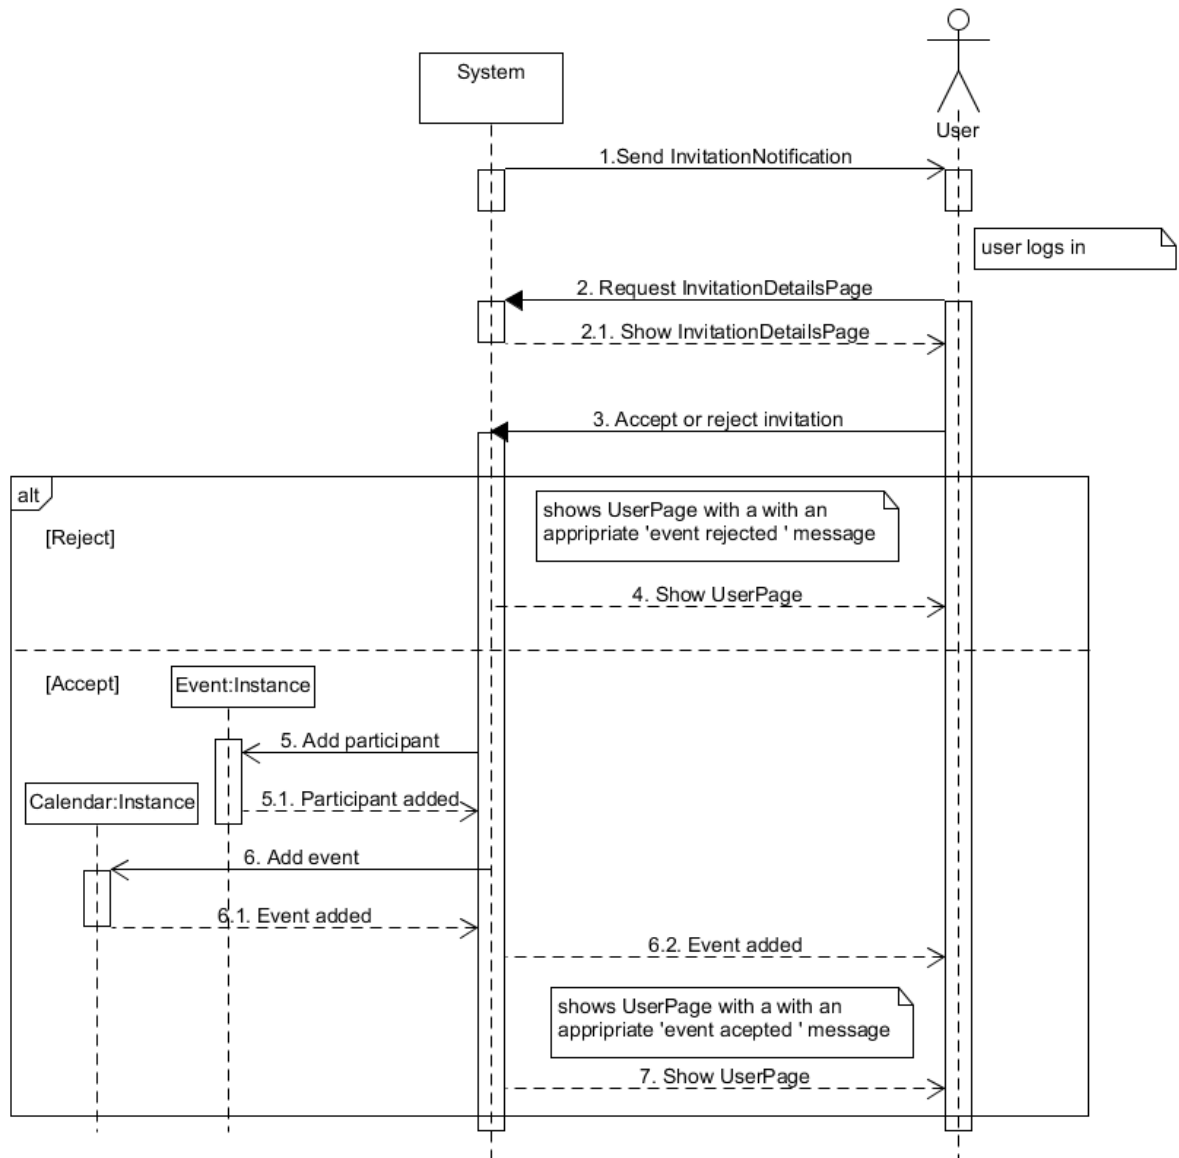 System
User
1.Send InvitationNotification
user logs in
2. Request InvitationDetailsPage
2.1. Show InvitationDetailsPage
3. Accept or reject invitation
alt
shows UserPage with a with an
appripriate 'event rejected ' message
[Reject]
4. Show UserPage
[Accept]
Event:Instance
5. Add participant
Calendar:Instance
5.1. Participant added
6. Add event
6.1. Event added
6.2. Event added
shows UserPage with a with an
appripriate 'event acepted ' message
7. Show UserPage